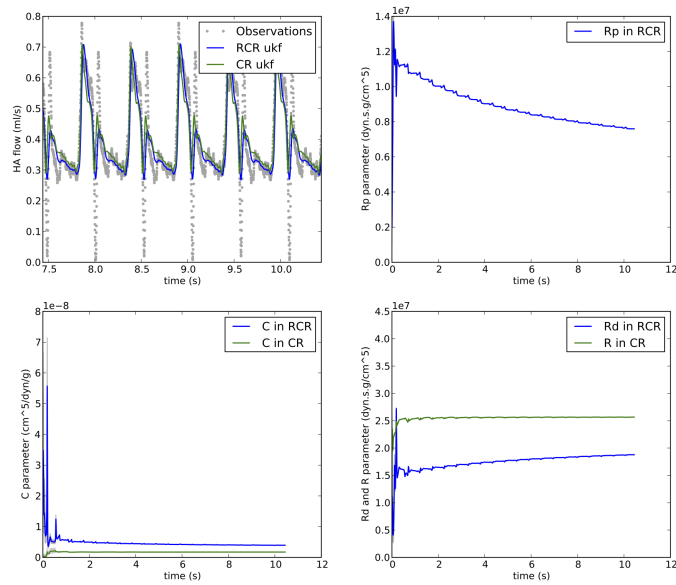 0.8
0.7
0.6
0.5
0.4
0.3
0.2
0.1
0.0
HA flow (ml/s)
7.5 8.0 8.5 9.0 9.5 10.0
time (s)
Observations
RCR ukf
CR ukf
1e7
1.4
1.2
1.0
0.8
0.6
0.4
0.2
0.0
Rp parameter (dyn.s.g/cm^5)
0 2 4 6 8 10 12
time (s)
Rp in RCR
1e−8
8
7
6
5
4
3
2
1
0
C parameter (cm^5/dyn/g)
0 2 4 6 8 10 12
time (s)
C in RCR
C in CR
1e7
4.5
4.0
3.5
3.0
2.5
2.0
1.5
1.0
0.5
0.0
Rd and R parameter (dyn.s.g/cm^5)
0 2 4 6 8 10 12
time (s)
Rd in RCR
R in CR